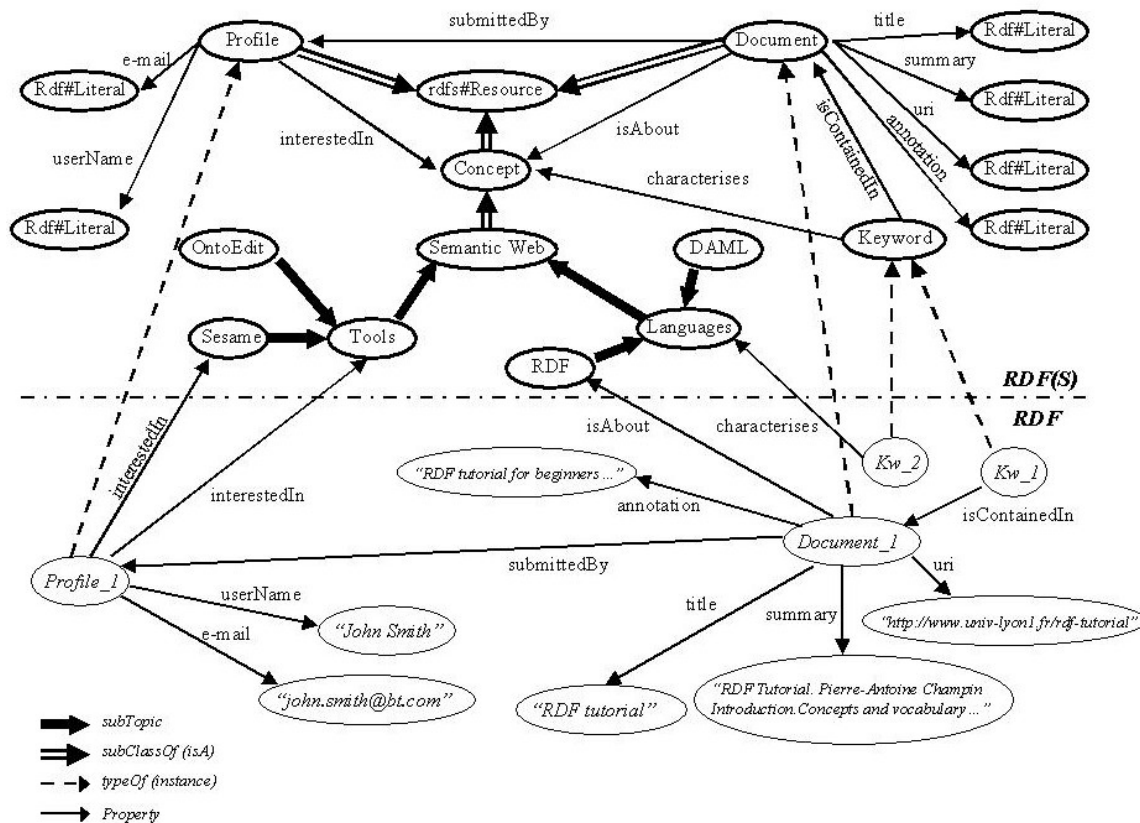 submittedBy
title
Profile
Document
Rdf#Literal
e-mail
summary
Rdf#Literal
rdfs#Resource
Rdf#Literal
uri
isContainedIn
annotation
interestedIn
isAbout
userName
Concept
characterises
Rdf#Literal
Rdf#Literal
Rdf#Literal
OntoEdit
Semantic Web
DAML
Keyword
Sesame
Tools
Languages
RDF
RDF(S)
RDF
isAbout
characterises
interestedIn
"RDF tutorial for beginners ..."
Kw_2
Kw_1
interestedIn
annotation
isContainedIn
Profile_1
submittedBy
Document_1
userName
uri
title
summary
"John Smith"
"http://www.univ-lyon1.fr/rdf-tutorial"
e-mail
"john.smith@bt.com"
"RDF tutorial"
"RDF Tutorial. Pierre-Antoine Champin
Introduction.Concepts and vocabulary ..."
subTopic
subClassOf (isA)
typeOf (instance)
Property